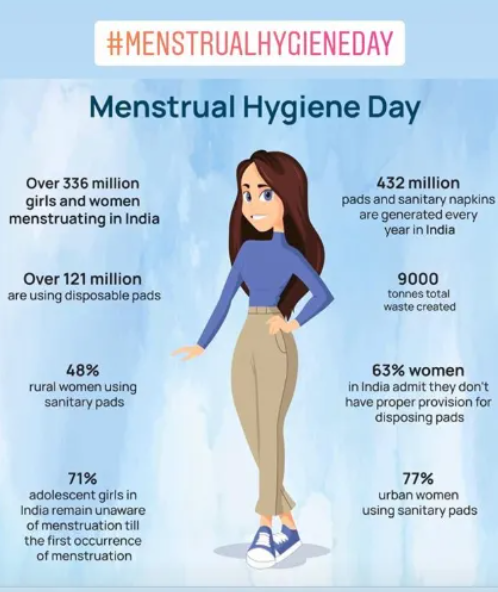 #MENSTRUALHYGIENEDAY
Menstrual Hygiene Day
Over 336 million
girls and women
menstruating in India
Over 121 million
are using disposable pads
48%
rural women using
sanitary pads
71%
adolescent girls in
India remain unaware
of menstruation till
the first occurrence
of menstruation
432 million
pads and sanitary napkins
are generated every
year in India
9000
tonnes total
waste created
63% women
in India admit they don't
have proper provision for
disposing pads
77%
urban women
using sanitary pads